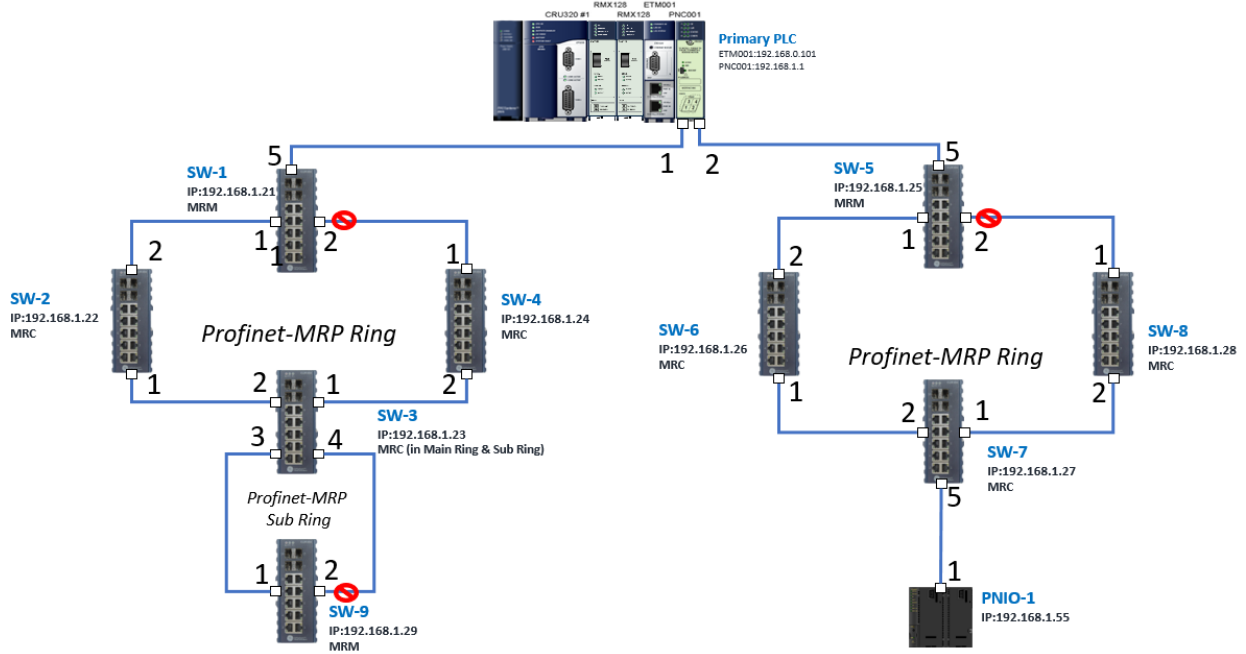 RMX128 ETM001
CRU320 #1 RMX128 PNC001
Primary PLC
ETM001:192.168.0.101
PNC001:192.168.1.1
1 2
5
SW-1
IP:192.168.1.21
MRM
1 2
1
5
SW-5
IP:192.168.1.25
MRM
1 2
2
SW-2
IP:192.168.1.22
MRC
1
1
SW-4
IP:192.168.1.24
MRC
2
Profinet-MRP Ring
2 1
SW-3
IP:192.168.1.23
MRC (in Main Ring & Sub Ring)
3 4
Profinet-MRP
Sub Ring
1 2
SW-9
IP:192.168.1.29
MRM
2
SW-6
IP:192.168.1.26
MRC
1
1
SW-8
IP:192.168.1.28
MRC
2
Profinet-MRP Ring
2 1
SW-7
IP:192.168.1.27
MRC
5
1
PNIO-1
IP:192.168.1.55